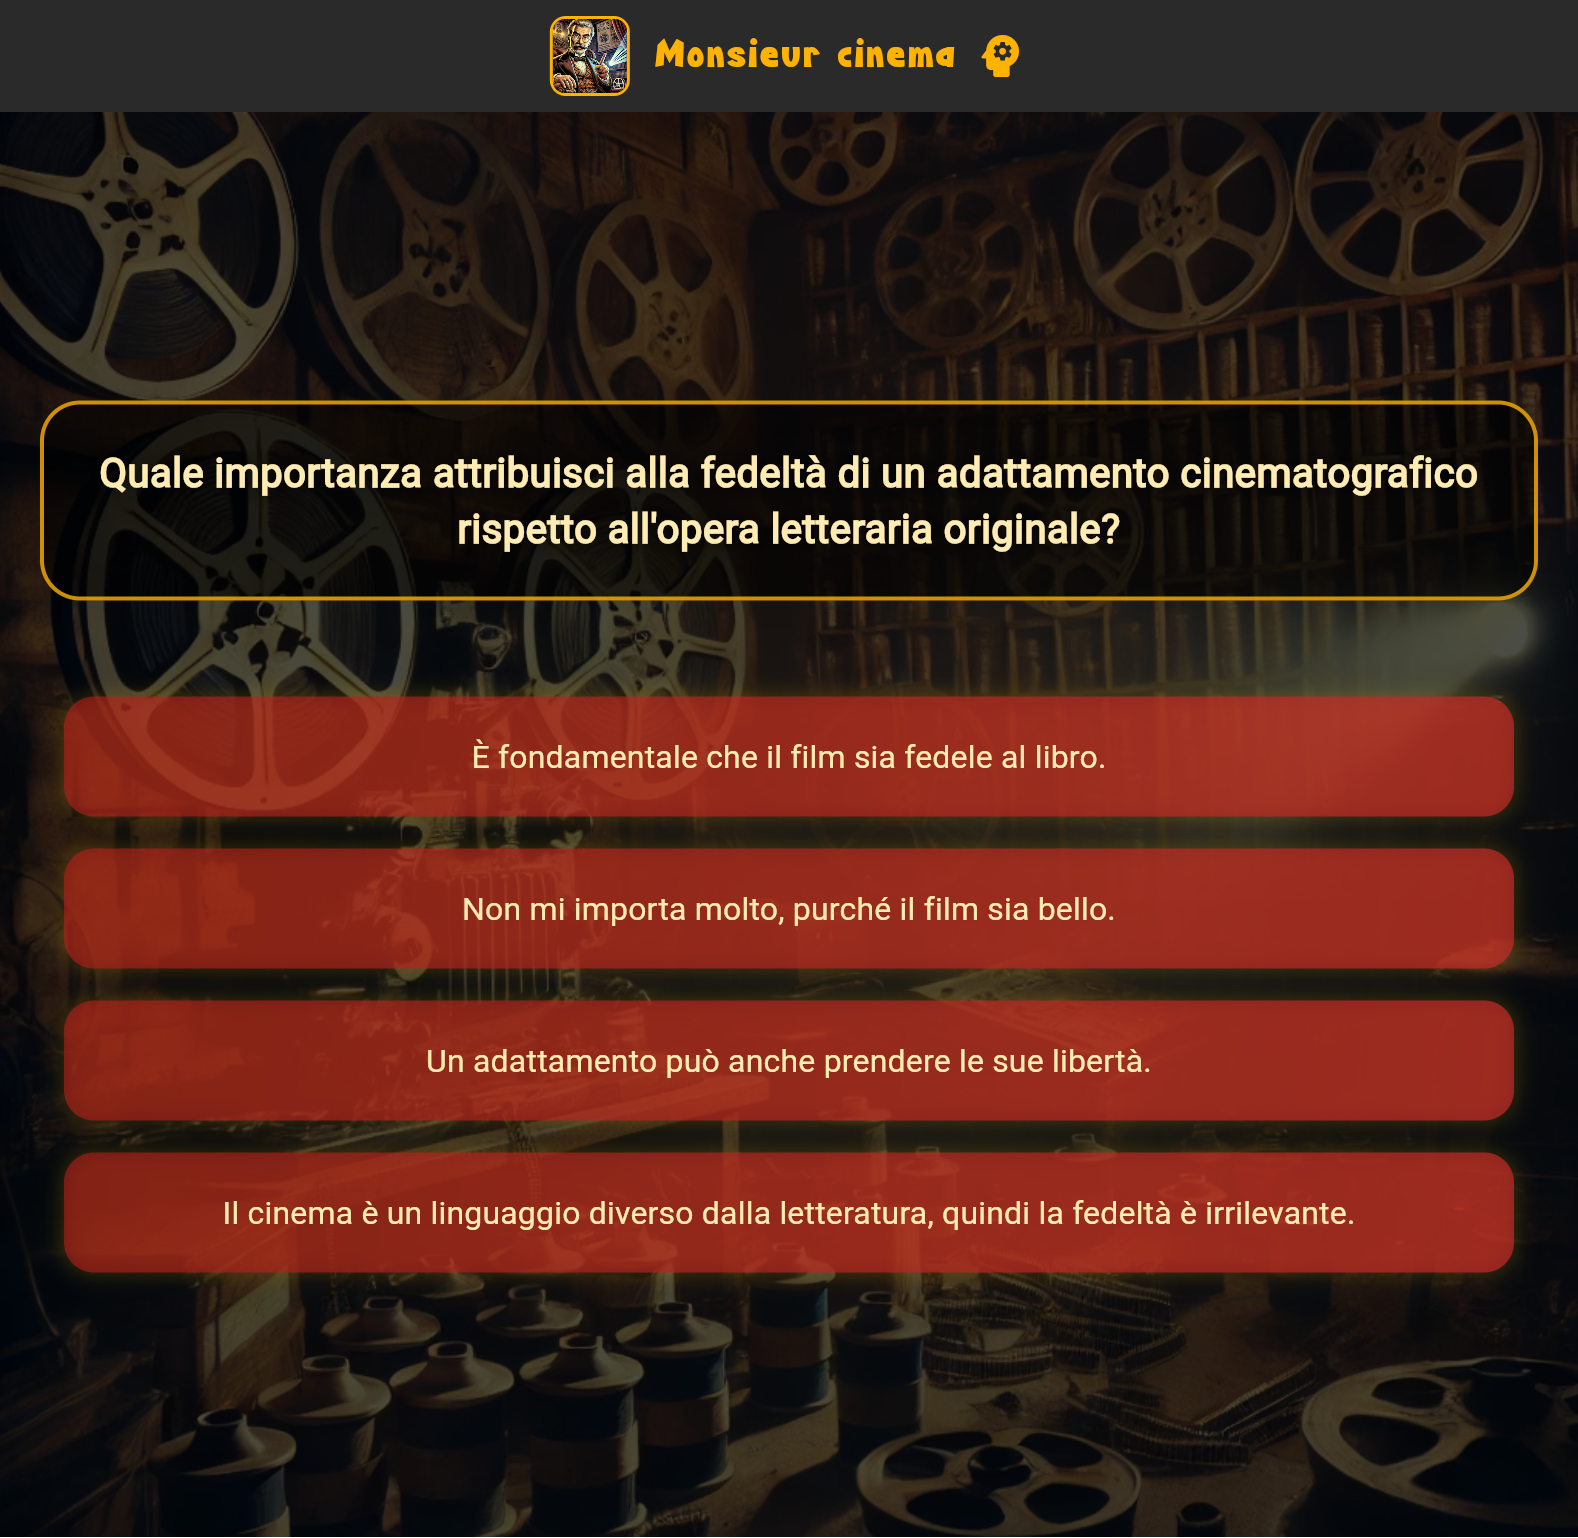 Monsieur cinema
Quale importanza attribuisci alla fedeltà di un adattamento cinematografico
rispetto all'opera letteraria originale?
È fondamentale che il film sia fedele al libro.
Non mi importa molto, purché il film sia bello.
Un adattamento può anche prendere le sue libertà.
Il cinema è un linguaggio diverso dalla letteratura, quindi la fedeltà è irrilevante.